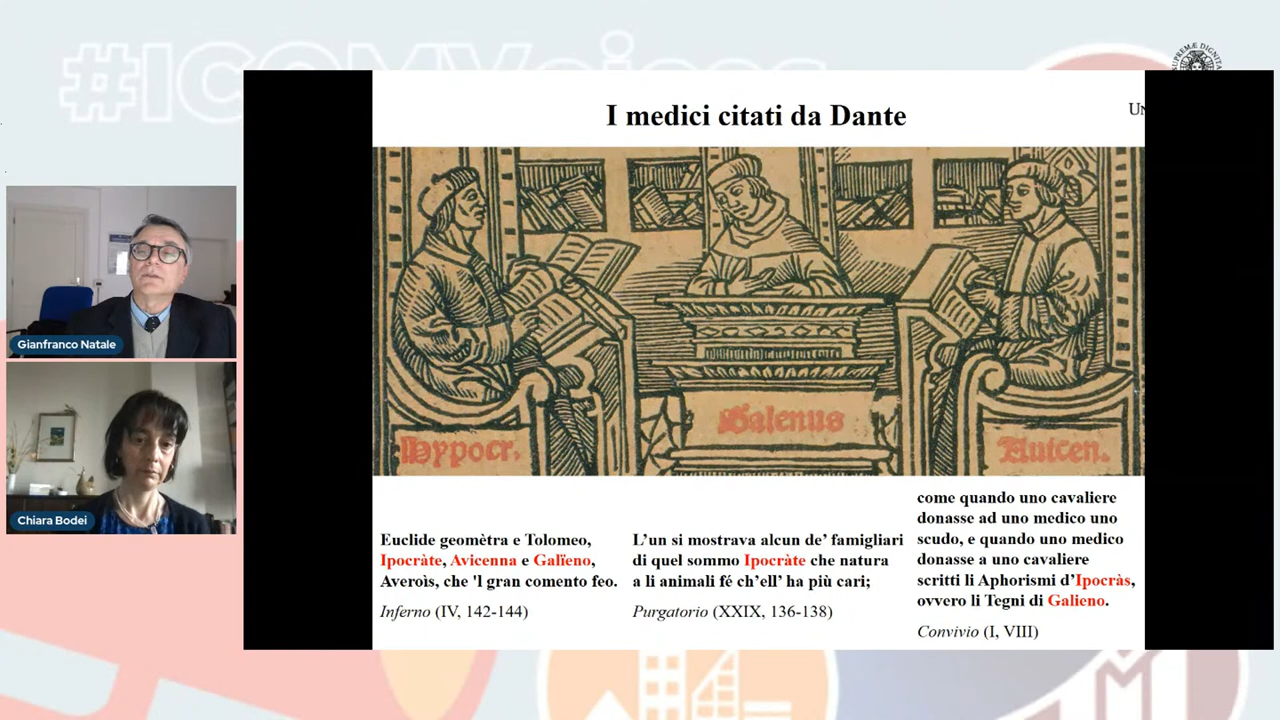 #ICOMVoices
SUPREMÆ DIGNITA
I medici citati da Dante
Gianfranco Natale
Chiara Bodei
Hypocr.
Galenus
Auicen.
Euclide geomètra e Tolomeo,
Ipocràte, Avicenna e Galïeno,
Averoìs, che 'l gran comento feo.
Inferno (IV, 142-144)
L'un si mostrava alcun de' famigliari
di quel sommo Ipocràte che natura
a li animali fé ch'ell' ha più cari;
Purgatorio (XXIX, 136-138)
come quando uno cavaliere
donasse ad uno medico uno
scudo, e quando uno medico
donasse a uno cavaliere
scritti li Aphorismi d'Ipocràs,
ovvero li Tegni di Galieno.
Convivio (I, VIII)